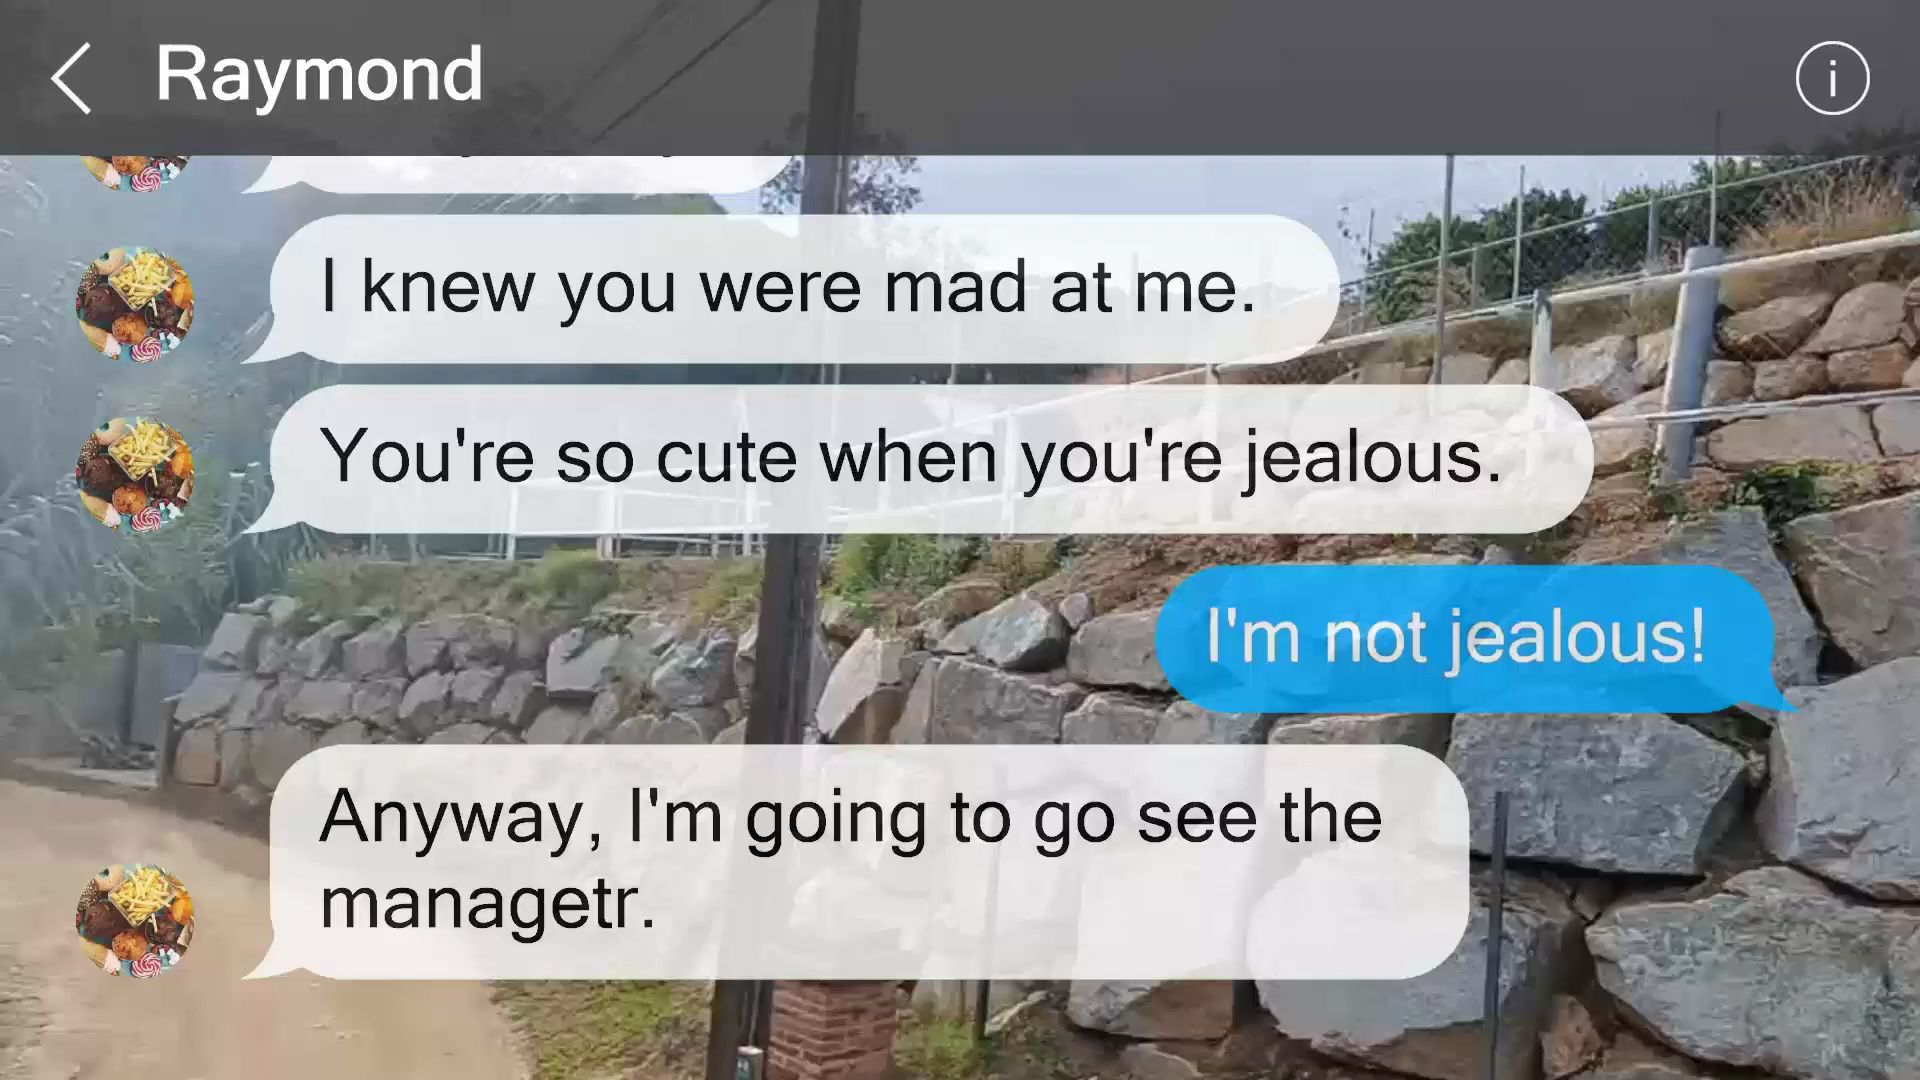 Raymond
I knew you were mad at me.
You're so cute when you're jealous.
I'm not jealous!
Anyway, I'm going to go see the
managetr.